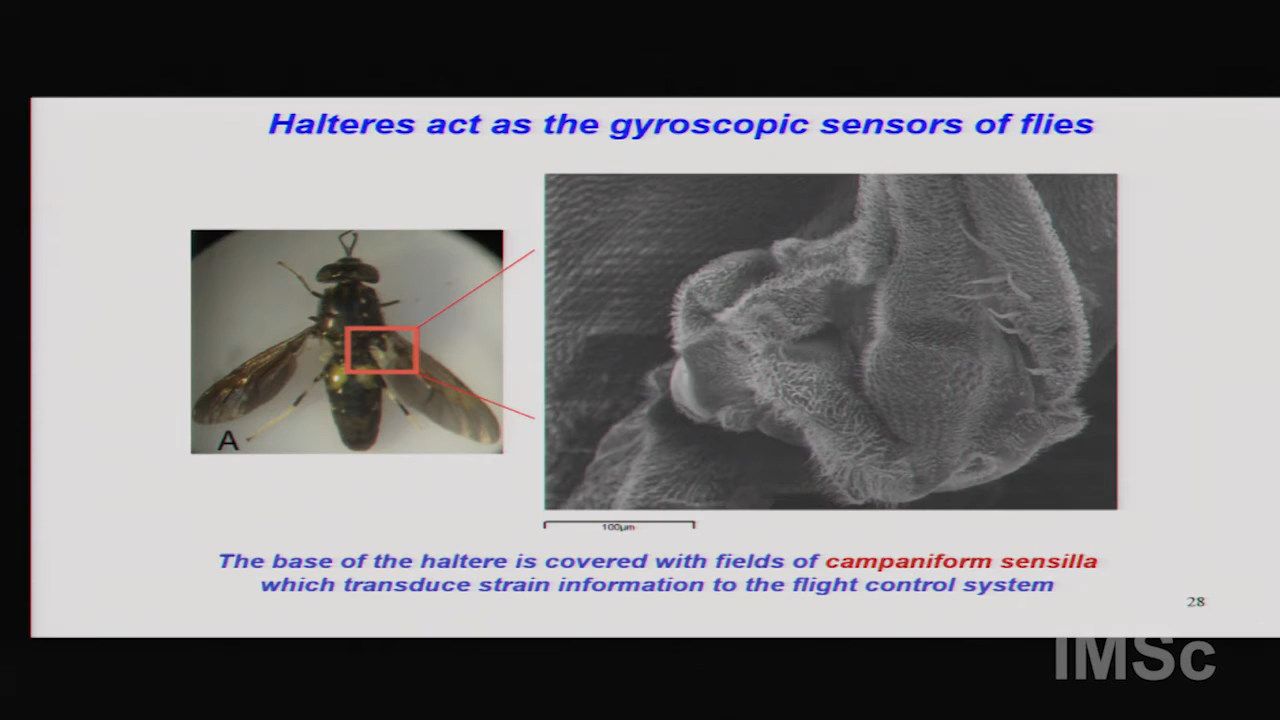 Halteres act as the gyroscopic sensors of flies
A
100μm
The base of the haltere is covered with fields of campaniform sensilla
which transduce strain information to the flight control system
28
IMSc